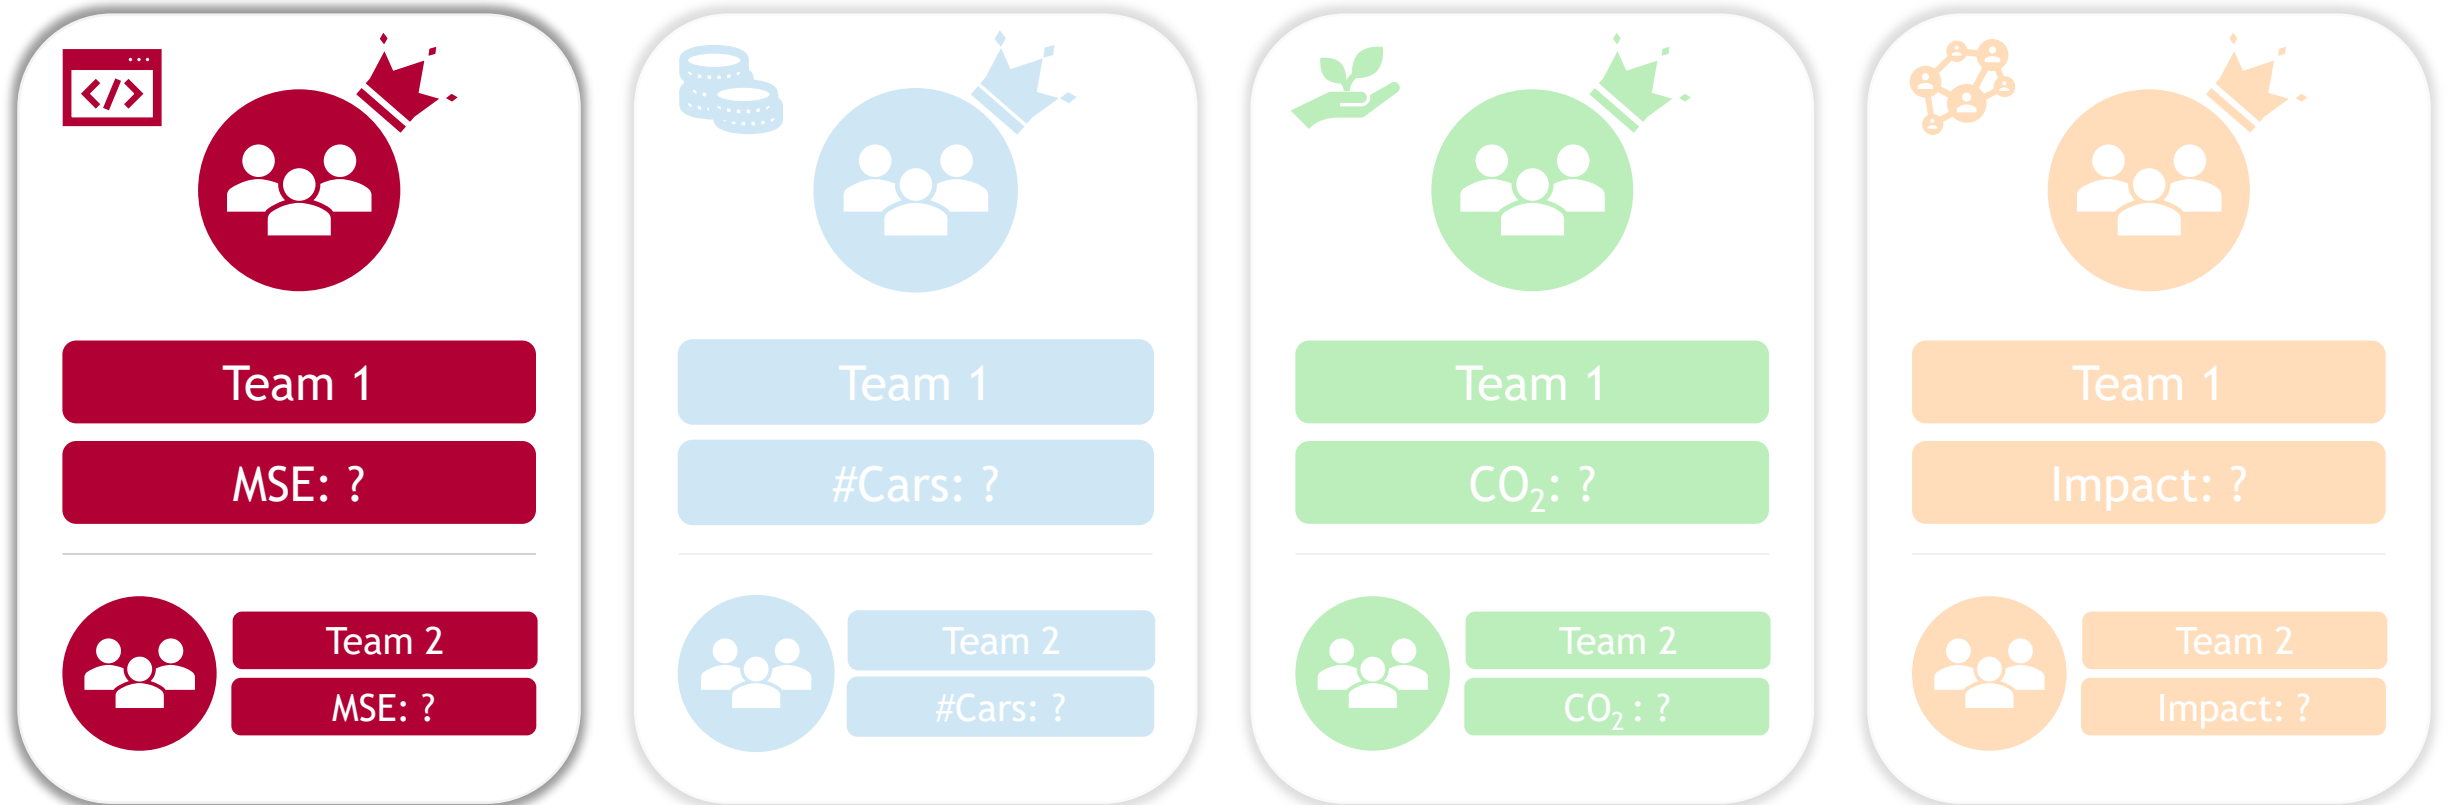 </>
Team 1
MSE: ?
Team 2
MSE: ?
Team 1
#Cars: ?
Team 2
#Cars: ?
Team 1
CO₂: ?
Team 2
CO₂ : ?
Team 1
Impact: ?
Team 2
Impact: ?